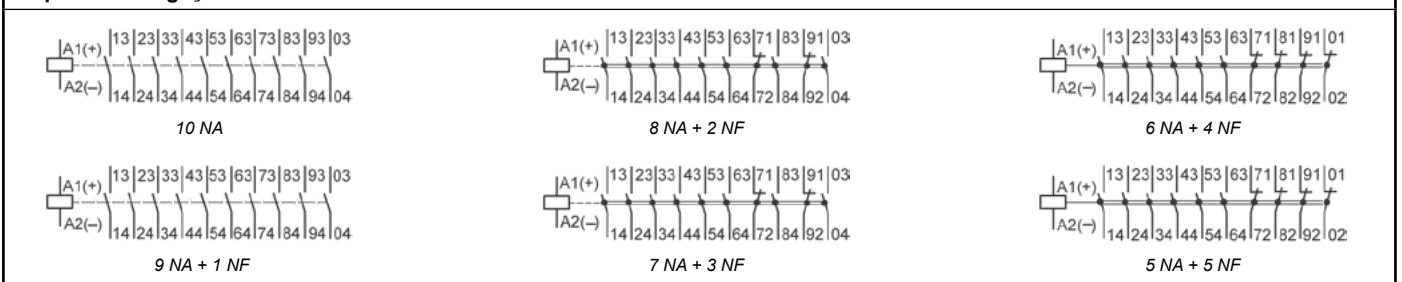 13 23 33 43 53 63 73 83 93 03
A1(+)
A2(–)
14 24 34 44 54 64 74 84 94 04
10 NA
13 23 33 43 53 63 71 83 91 03
A1(+)
A2(–)
14 24 34 44 54 64 72 84 92 04
8 NA + 2 NF
13 23 33 43 53 63 71 81 91 01
A1(+)
A2(–)
14 24 34 44 54 64 72 82 92 02
6 NA + 4 NF
13 23 33 43 53 63 73 83 93 03
A1(+)
A2(–)
14 24 34 44 54 64 74 84 94 04
9 NA + 1 NF
13 23 33 43 53 63 71 83 91 03
A1(+)
A2(–)
14 24 34 44 54 64 72 84 92 04
7 NA + 3 NF
13 23 33 43 53 63 71 81 91 01
A1(+)
A2(–)
14 24 34 44 54 64 72 82 92 02
5 NA + 5 NF